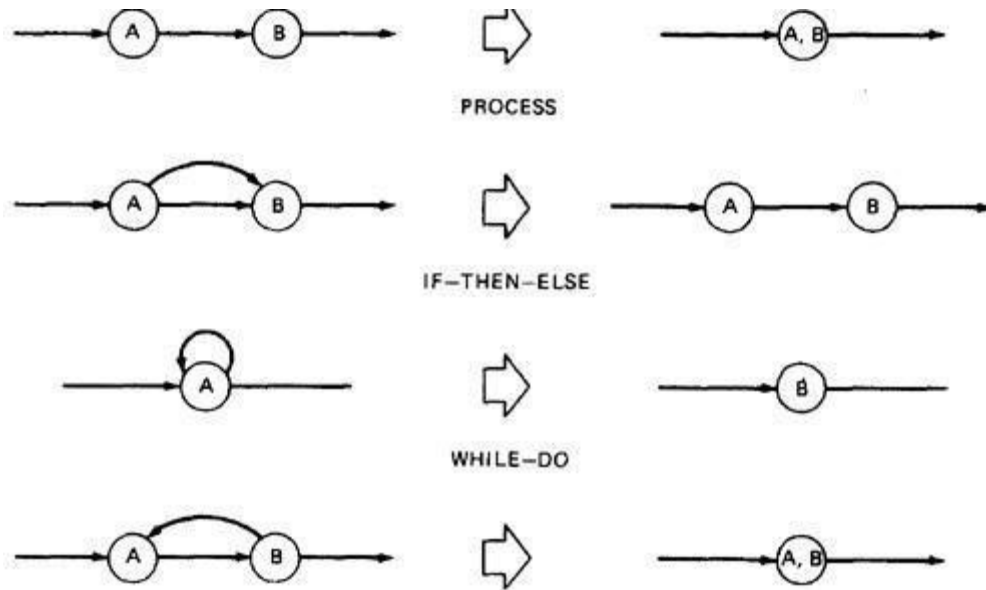 A B A, B
PROCESS
A B A B
IF–THEN–ELSE
A B
WHILE–DO
A B A, B